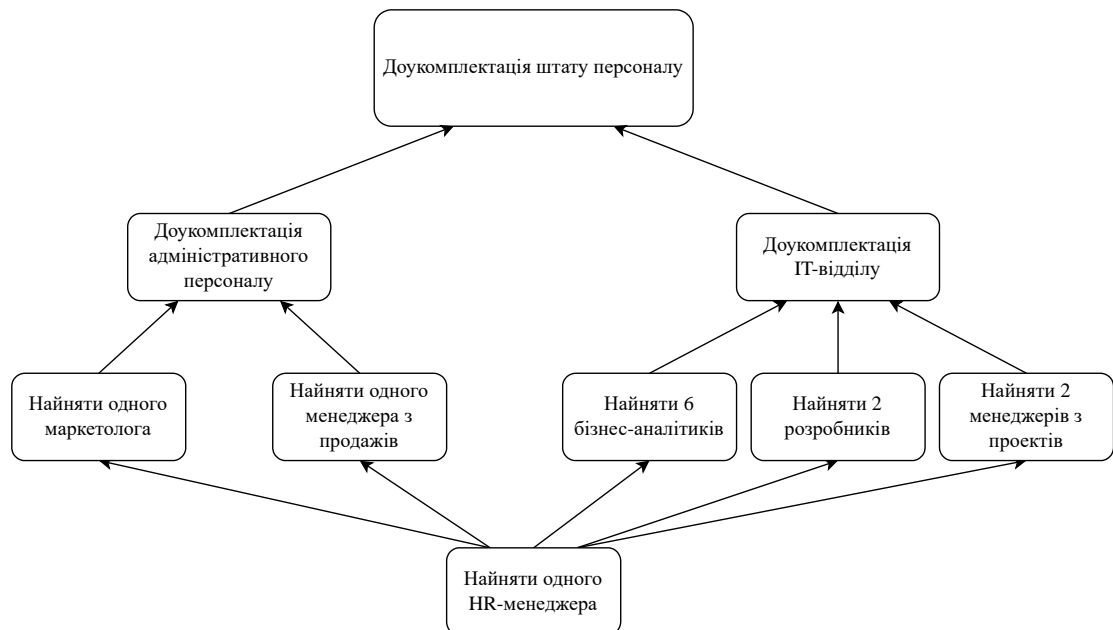 Доукомплектація штату персоналу
Доукомплектація
адміністративного
персоналу
Доукомплектація
ІТ-відділу
Найняти одного
маркетолога
Найняти одного
менеджера з
продажів
Найняти 6
бізнес-аналітиків
Найняти 2
розробників
Найняти 2
менеджерів з
проектів
Найняти одного
HR-менеджера